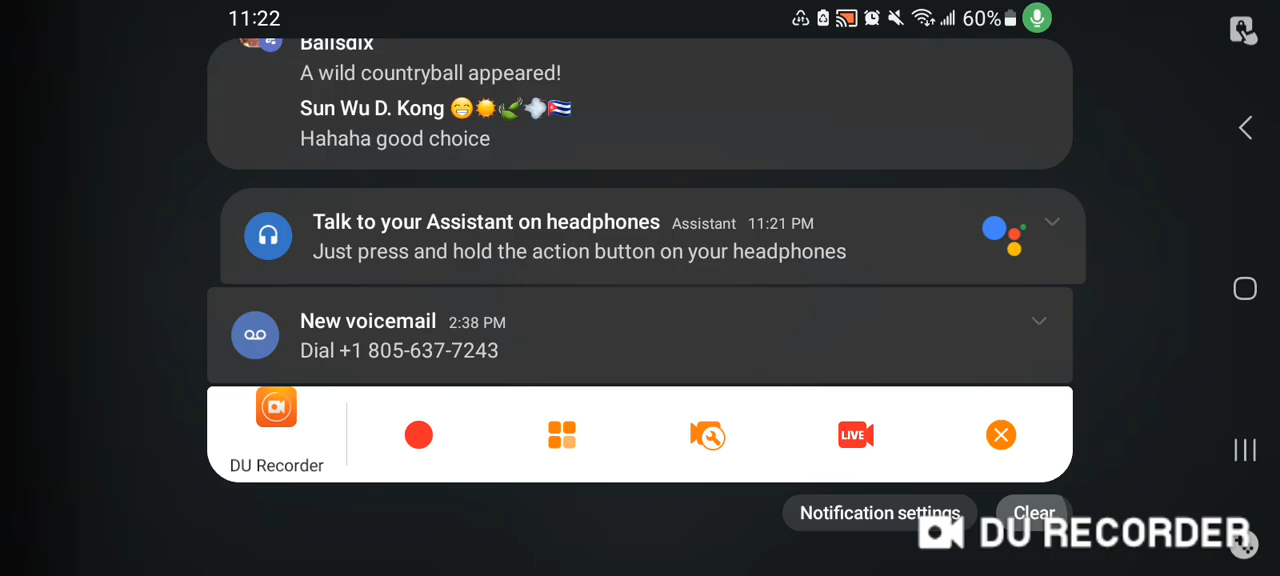 11:22
60%
Ballsdix
A wild countryball appeared!
Sun Wu D. Kong 😁☀️🍃💨🇨🇺
Hahaha good choice
Talk to your Assistant on headphones Assistant 11:21 PM
Just press and hold the action button on your headphones
New voicemail 2:38 PM
Dial +1 805-637-7243
LIVE
DU Recorder
Notification settings Clear
DU RECORDER